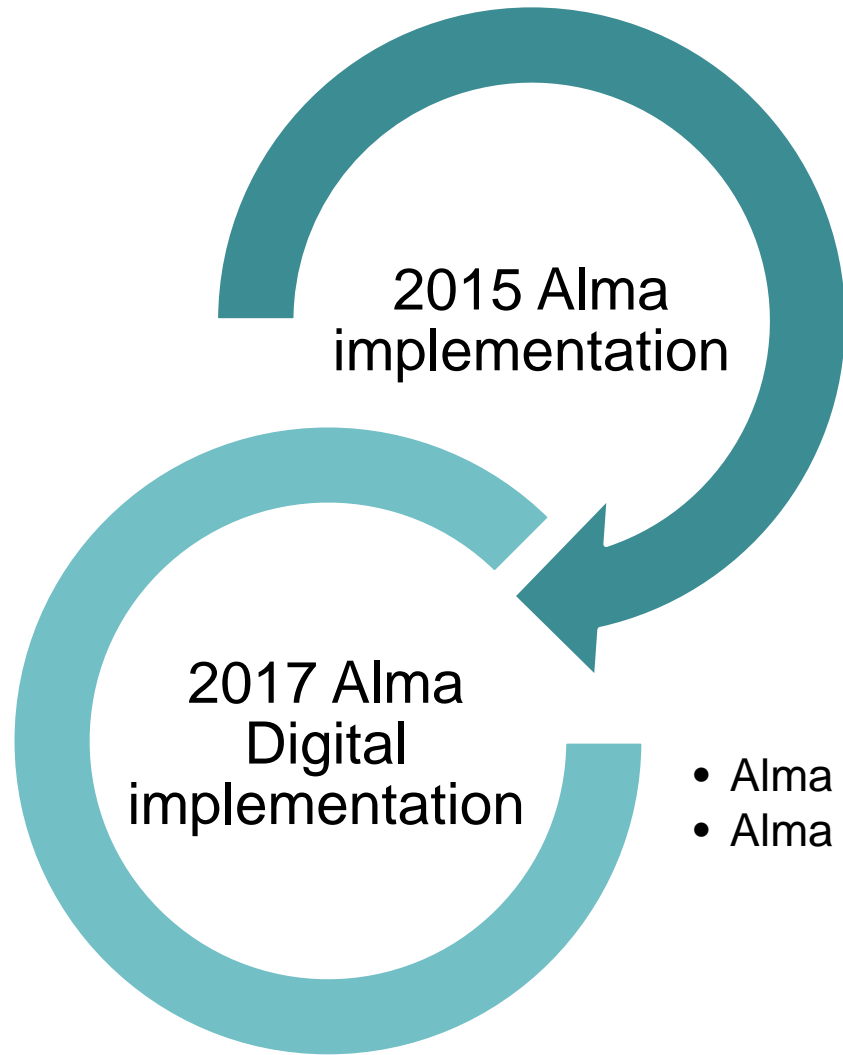 2015 Alma
implementation
2017 Alma
Digital
implementation
• Alma
• Alma